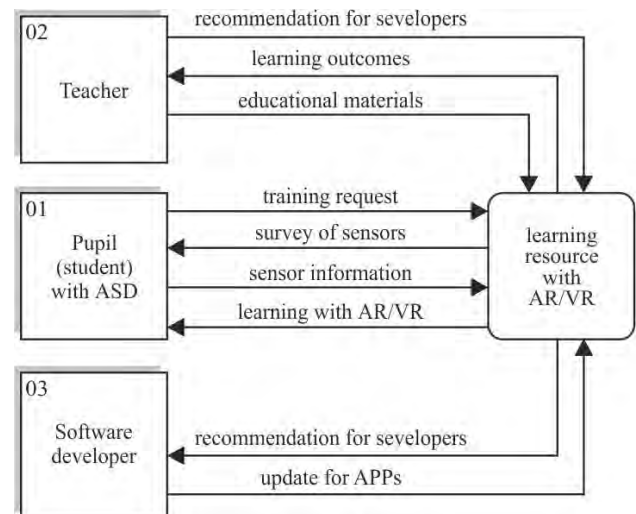 02
Teacher
recommendation for sevelopers
learning outcomes
educational materials
01
Pupil
(student)
with ASD
training request
survey of sensors
sensor information
learning with AR/VR
learning
resource
with
AR/VR
03
Software
developer
recommendation for sevelopers
update for APPs